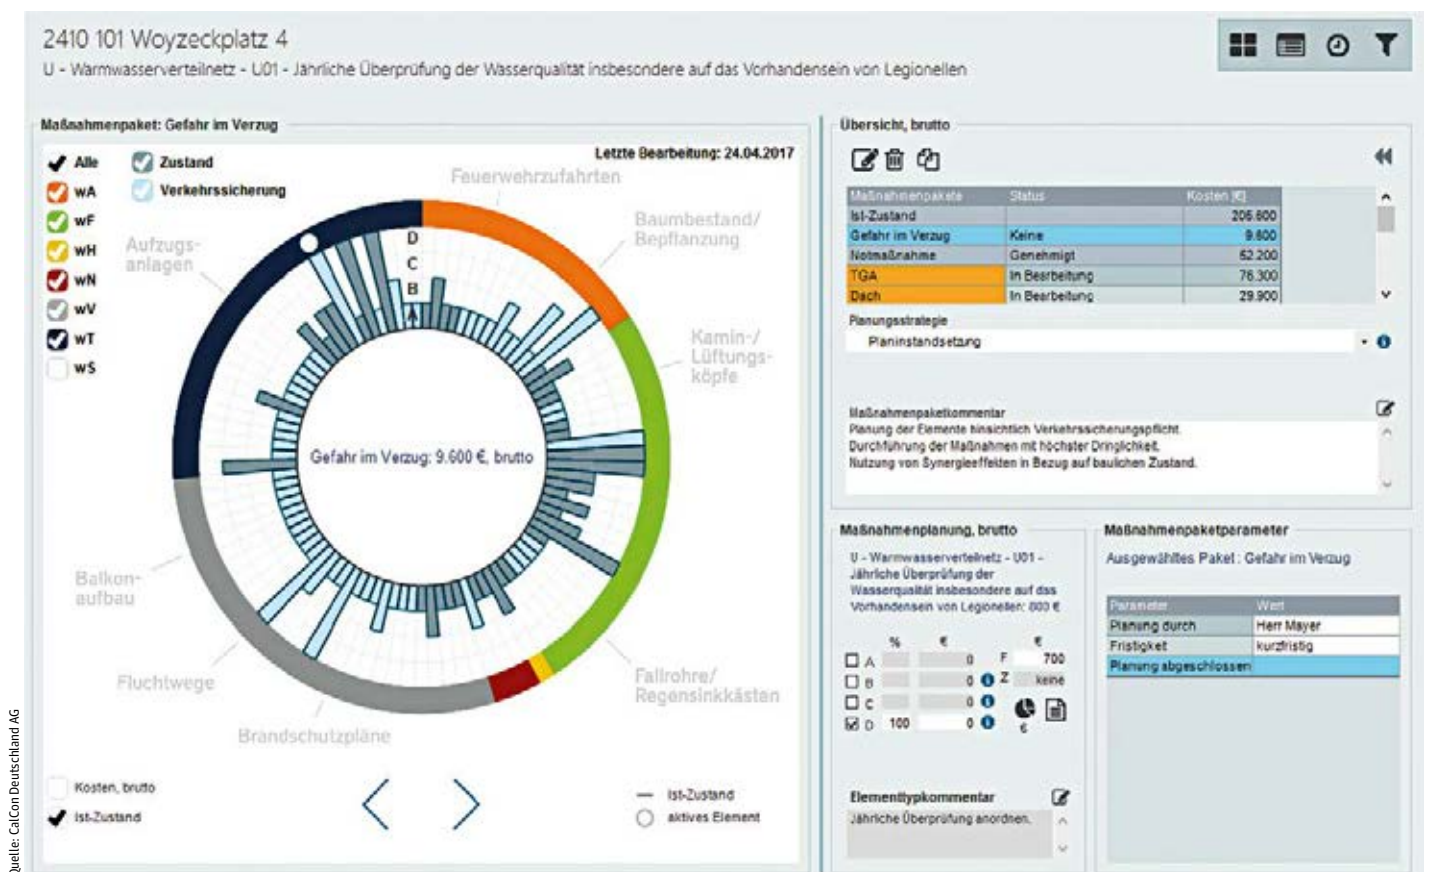 2410 101 Woyzeckplatz 4
U - Warmwasserverteilnetz - U01 - Jährliche Überprüfung der Wasserqualität insbesondere auf das Vorhandensein von Legionellen
Maßnahmenpaket: Gefahr im Verzug
Letzte Bearbeitung: 24.04.2017
Alle
wA
wF
wH
wN
wV
wT
wS
Zustand
Verkehrssicherung
Feuerwehrzufahrten
Baumbestand/
Bepflanzung
Kamin-/
Lüftungs-
köpfe
Fallrohre/
Regensinkkästen
Brandschutzpläne
Fluchtwege
Balkon-
aufbau
Aufzugs-
anlagen
D
C
B
A
Gefahr im Verzug: 9.600 €, brutto
Kosten, brutto
Ist-Zustand
Ist-Zustand
aktives Element
Übersicht, brutto
Maßnahmenpakete Status Kosten [€]
Ist-Zustand 206.600
Gefahr im Verzug Keine 9.600
Notmaßnahme Genehmigt 52.200
TGA In Bearbeitung 76.300
Dach In Bearbeitung 29.900
Planungsstrategie
Planinstandsetzung
Maßnahmenpaketkommentar
Planung der Elemente hinsichtlich Verkehrssicherungspflicht.
Durchführung der Maßnahmen mit höchster Dringlichkeit.
Nutzung von Synergieeffekten in Bezug auf baulichen Zustand.
Maßnahmenplanung, brutto
U - Warmwasserverteilnetz - U01 -
Jährliche Überprüfung der
Wasserqualität insbesondere auf das
Vorhandensein von Legionellen: 800 €
% € €
A 0 F 700
B 0 Z keine
C 0
D 100 0 €
Elementtypkommentar
Jährliche Überprüfung anordnen.
Maßnahmenpaketparameter
Ausgewähltes Paket : Gefahr im Verzug
Parameter Wert
Planung durch Herr Mayer
Fristigkeit kurzfristig
Planung abgeschlossen
Quelle: CalCon Deutschland AG